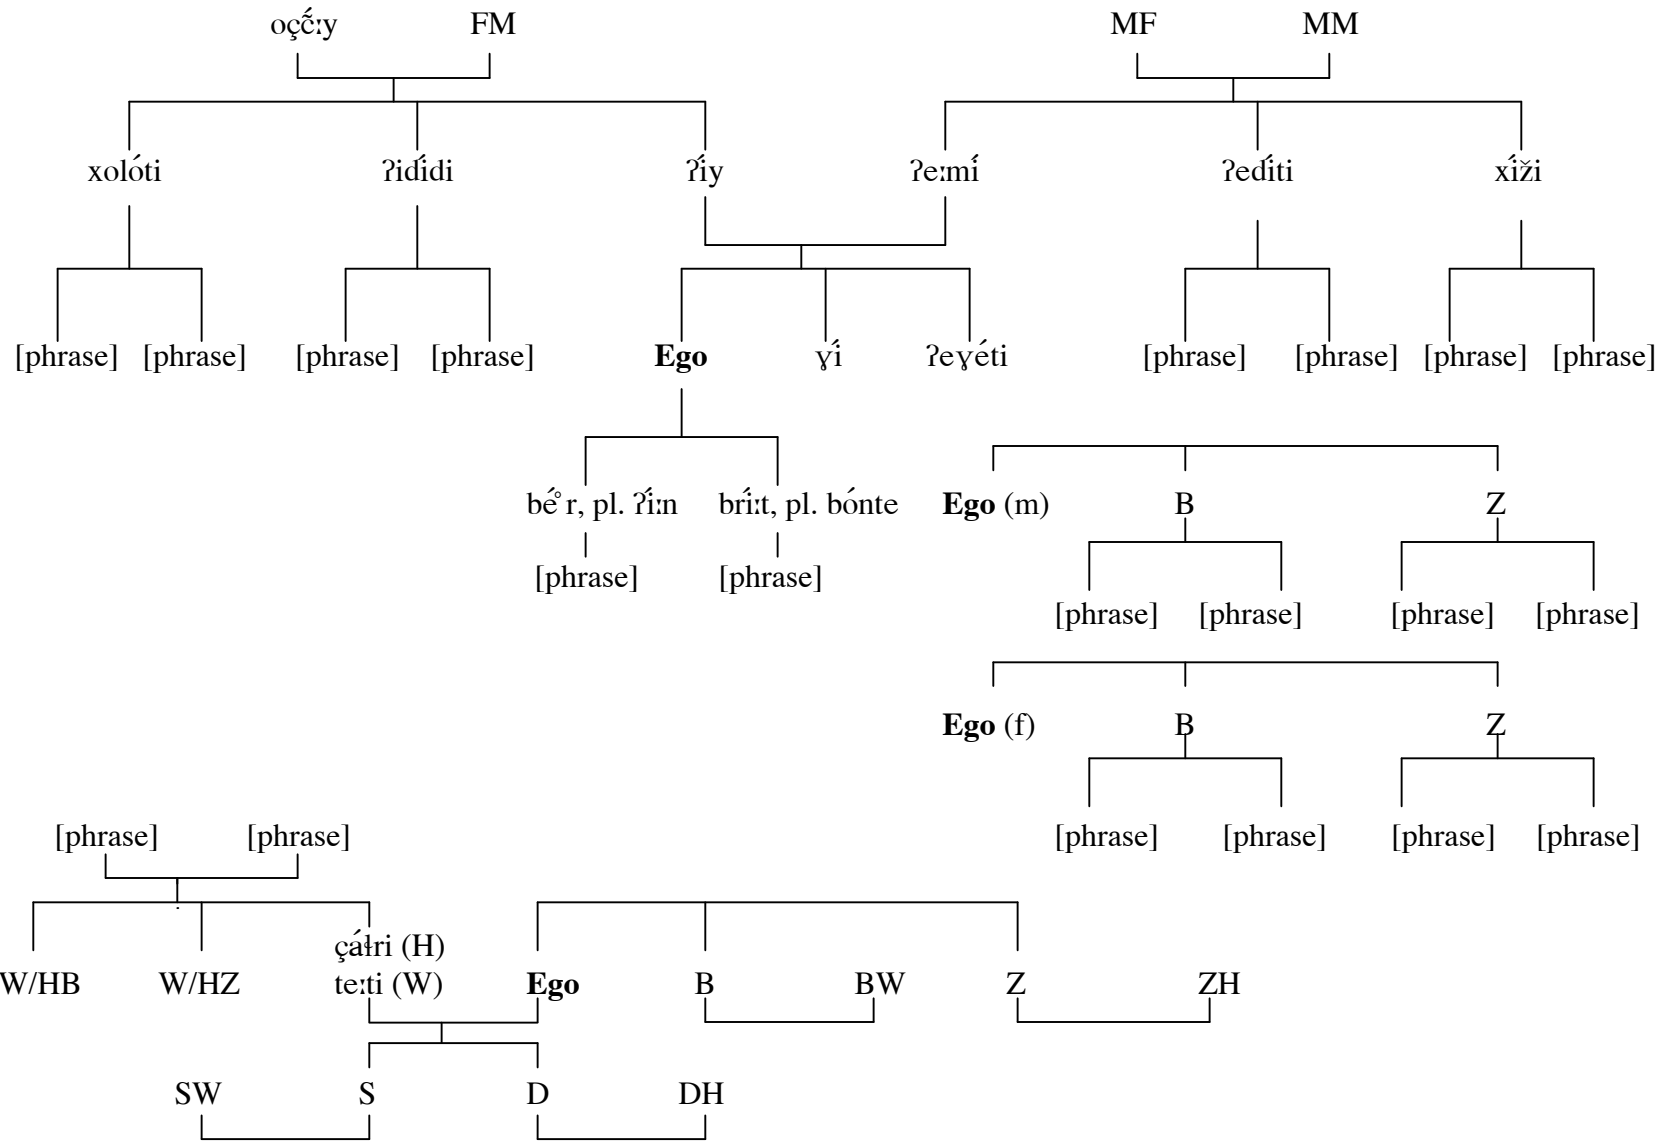 oç̃́ːy FM MF MM
xolóti ʔidídi ʔíy ʔeːmí ʔedíti xíži
[phrase] [phrase] [phrase] [phrase] Ego ɣí ʔeɣéti [phrase] [phrase] [phrase] [phrase]
bé̊r, pl. ʔíːn bríːt, pl. bónte Ego (m) B Z
[phrase] [phrase]
[phrase] [phrase] [phrase] [phrase]
Ego (f) B Z
[phrase] [phrase] [phrase] [phrase] [phrase] [phrase]
çáɬri (H)
W/HB W/HZ teːti (W) Ego B BW Z ZH
SW S D DH